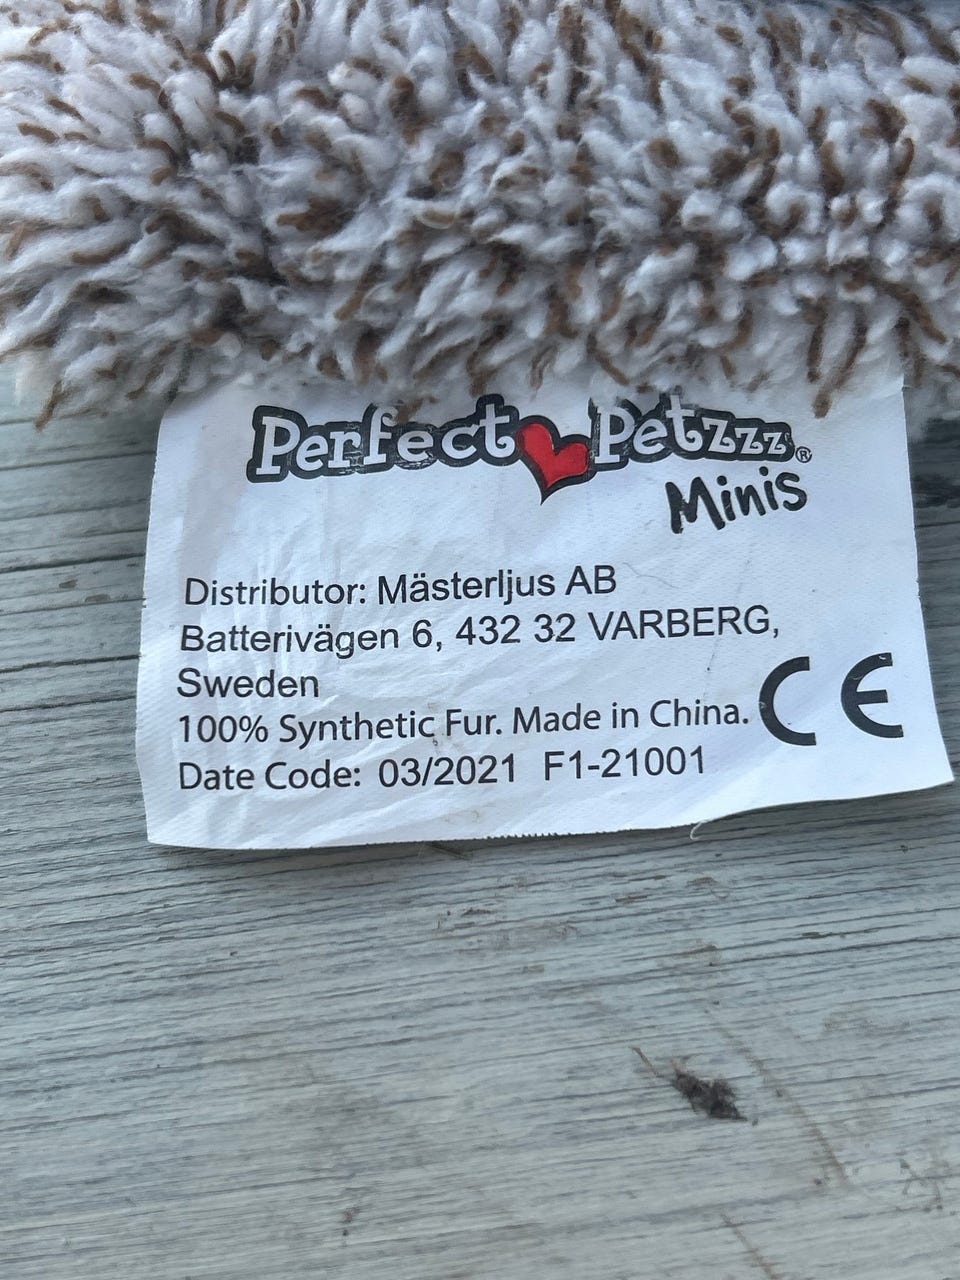 Perfect Petzzz®
Minis
Distributor: Mästerljus AB
Batterivägen 6, 432 32 VARBERG,
Sweden
100% Synthetic Fur. Made in China. CE
Date Code: 03/2021 F1-21001